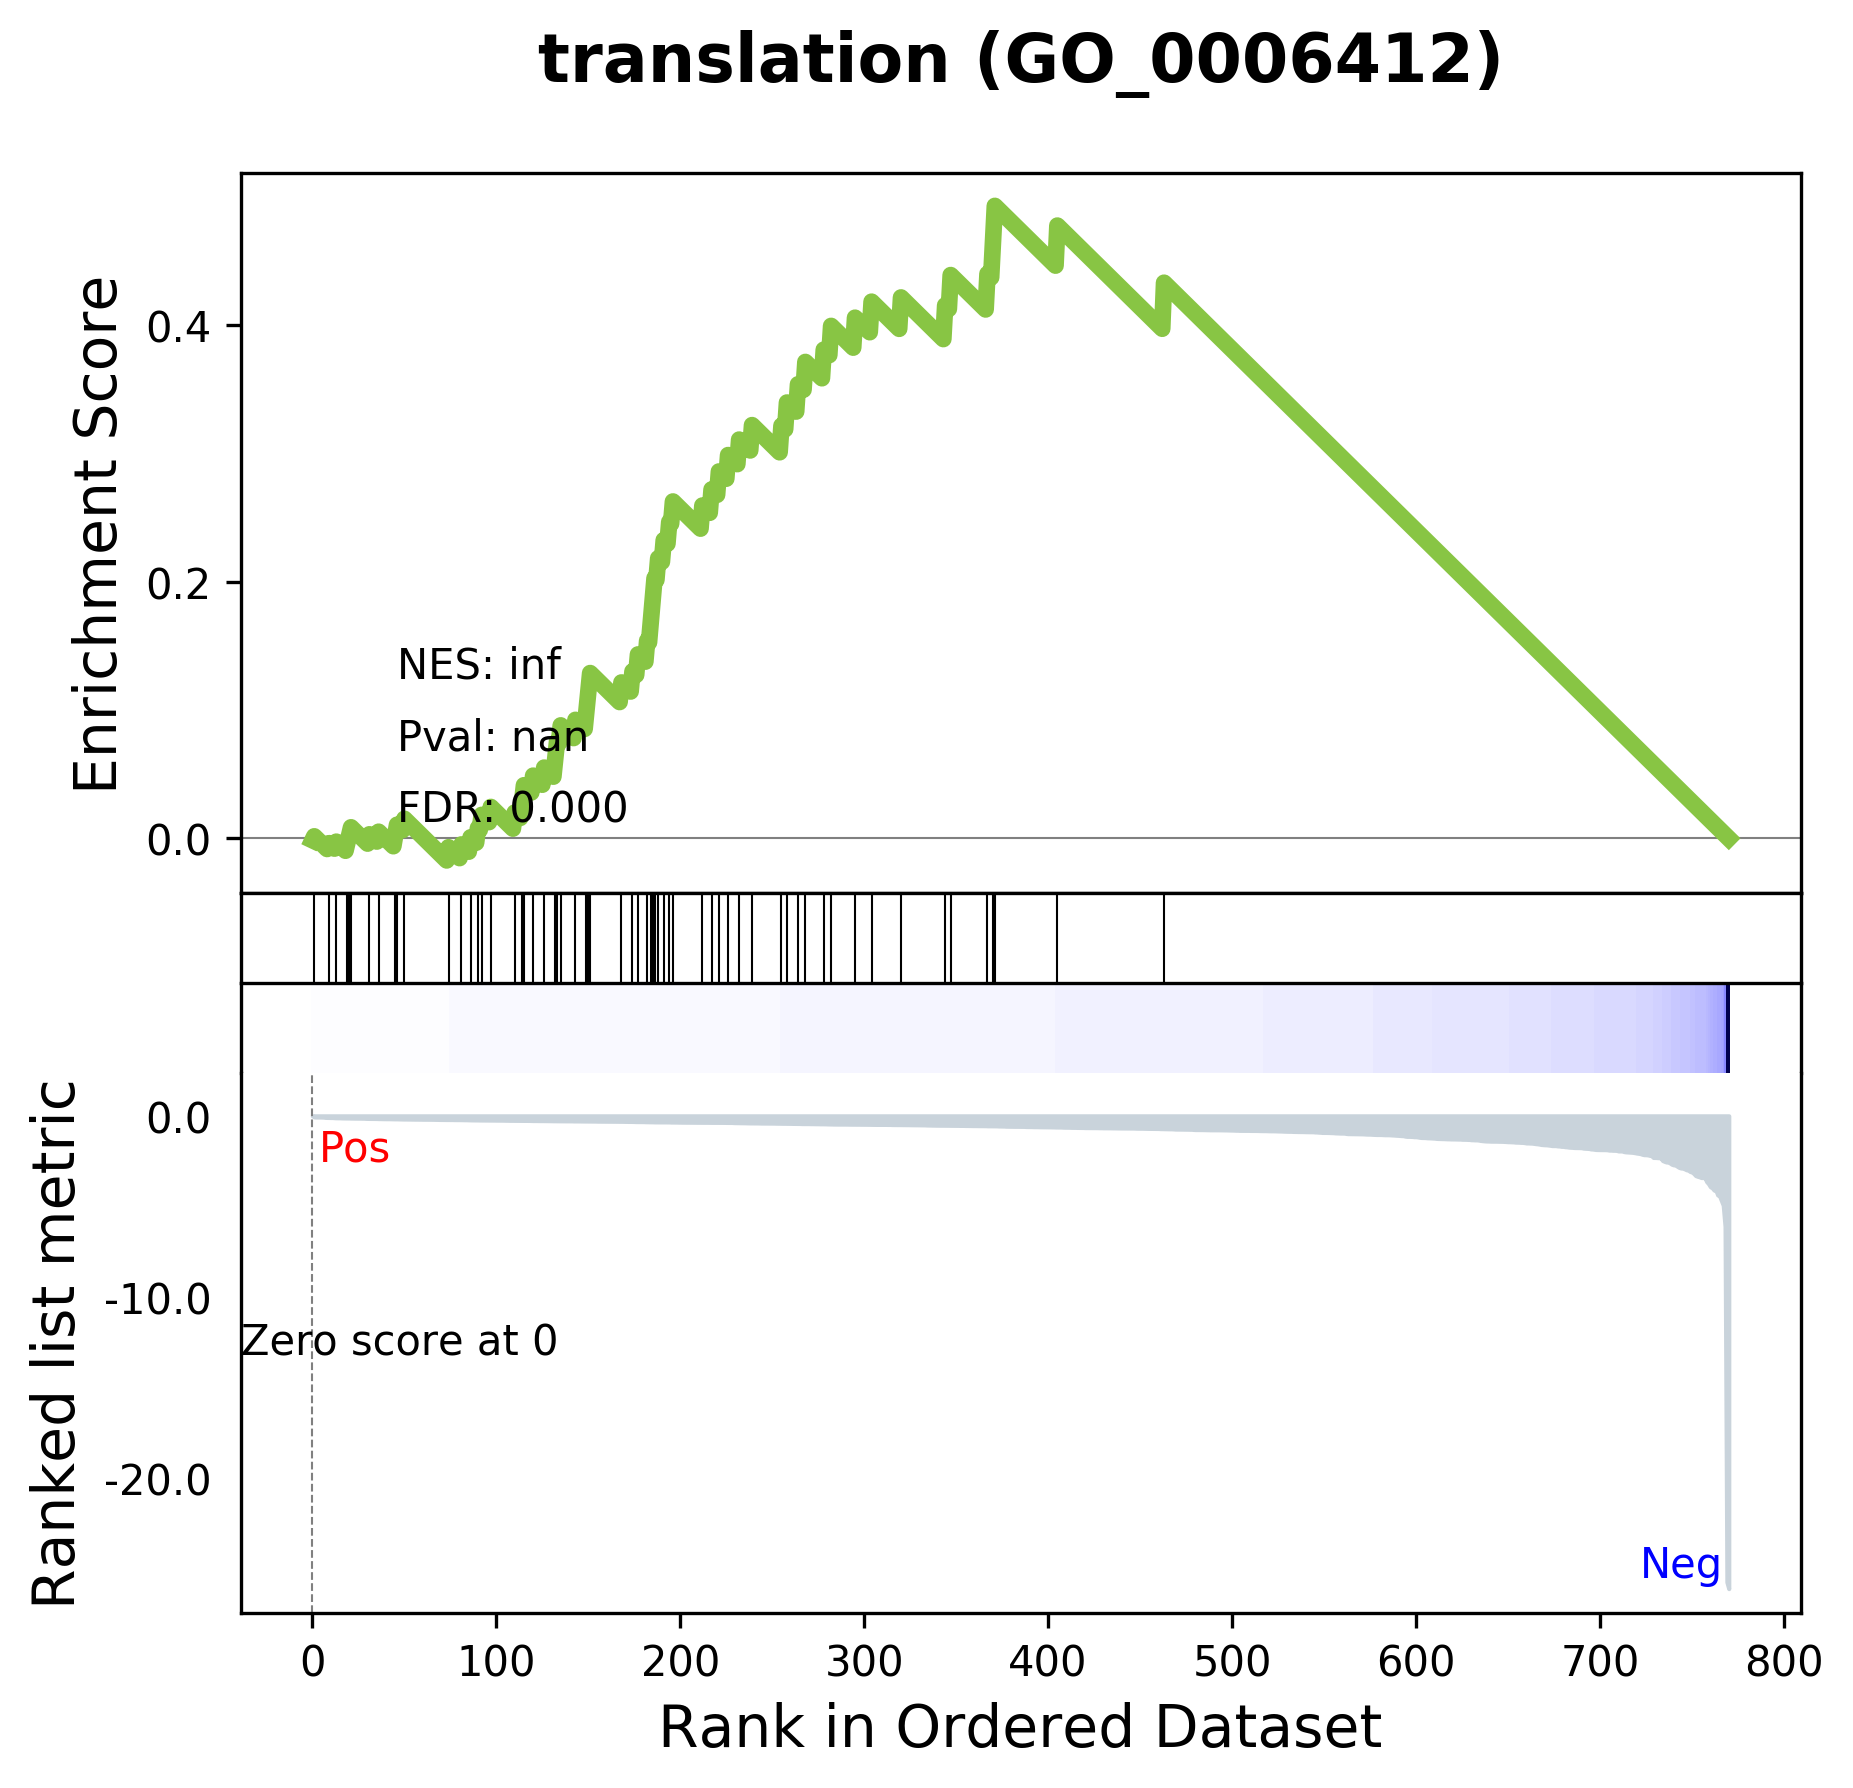 translation (GO_0006412)
Enrichment Score
0.4
0.2
0.0
NES: inf
Pval: nan
FDR: 0.000
Ranked list metric
0.0
-10.0
-20.0
Pos
Zero score at 0
Neg
0 100 200 300 400 500 600 700 800
Rank in Ordered Dataset